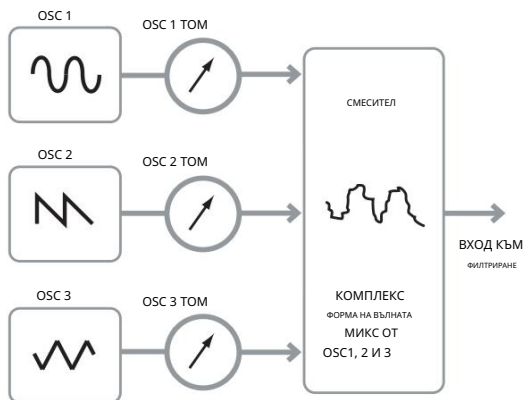 OSC 1
OSC 1 ТОМ
СМЕСИТЕЛ
OSC 2
OSC 2 ТОМ
ВХОД КЪМ
ФИЛТРИРАНЕ
OSC 3
OSC 3 ТОМ
КОМПЛЕКС
ФОРМА НА ВЪЛНАТА
МИКС ОТ
OSC1, 2 И 3